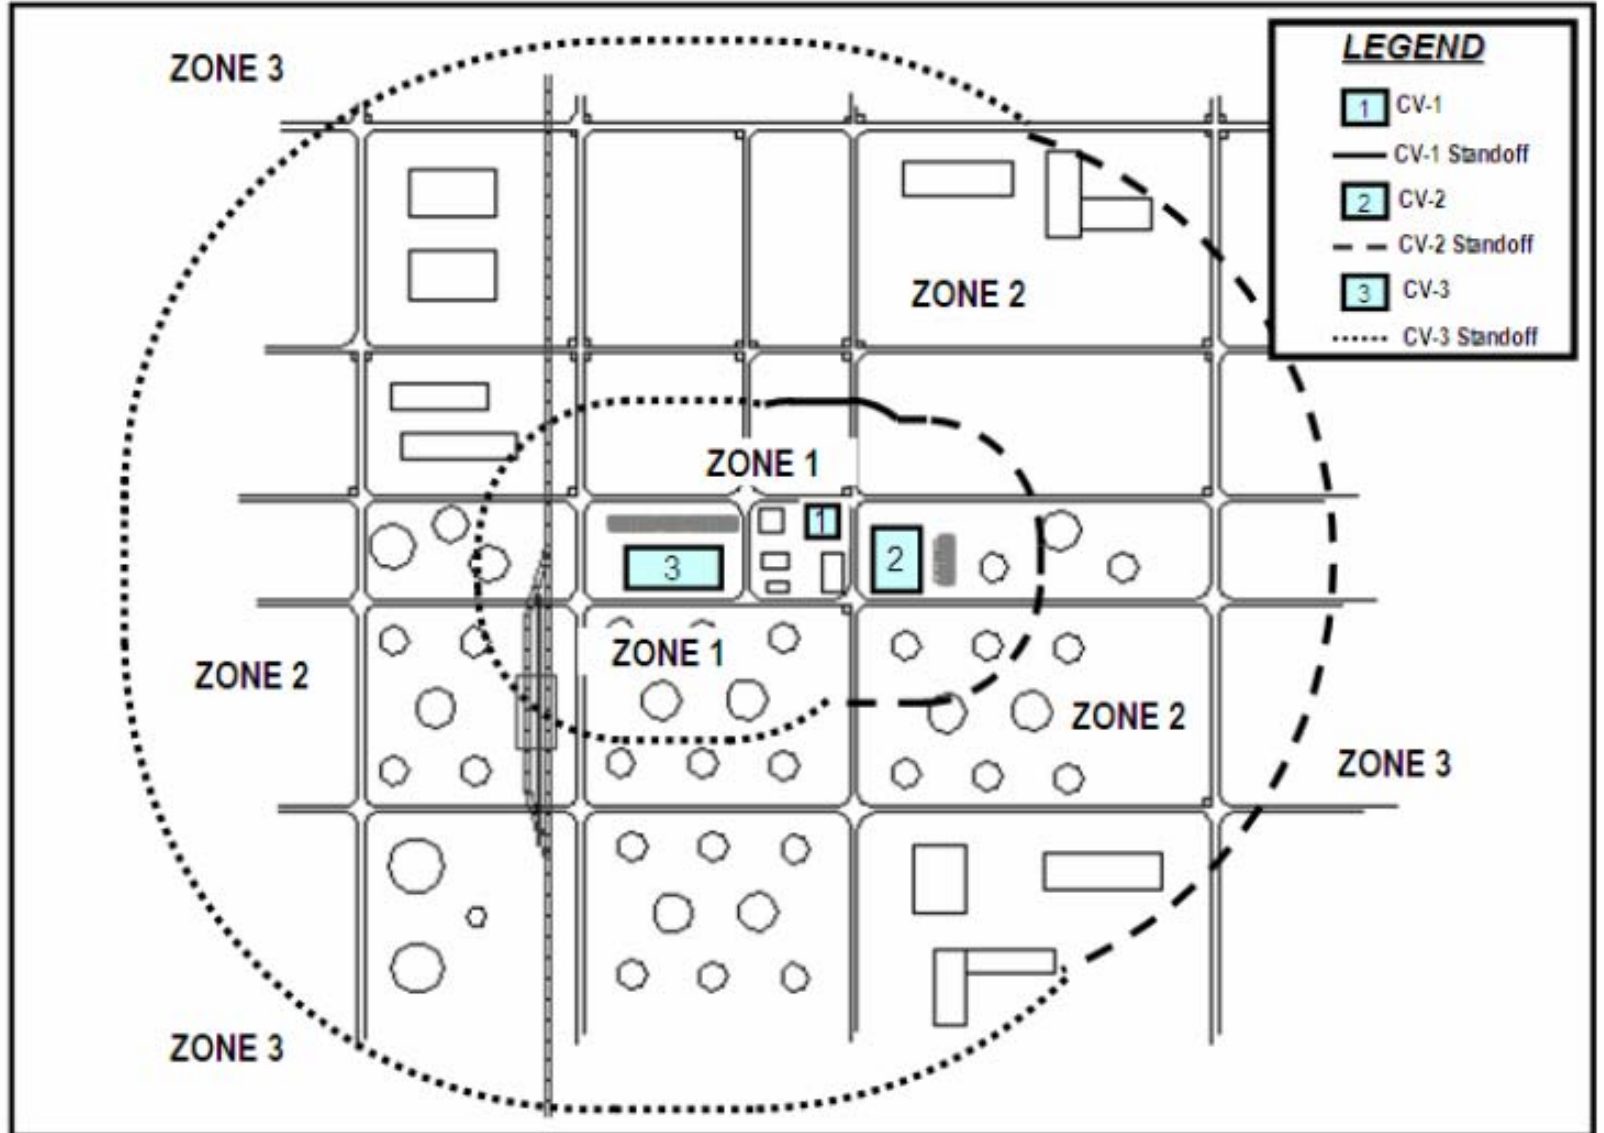 ZONE 3
LEGEND
1 CV-1
CV-1 Standoff
2 CV-2
CV-2 Standoff
3 CV-3
CV-3 Standoff
ZONE 2
ZONE 1
1
2
3
ZONE 1
ZONE 2
ZONE 2
ZONE 3
ZONE 3